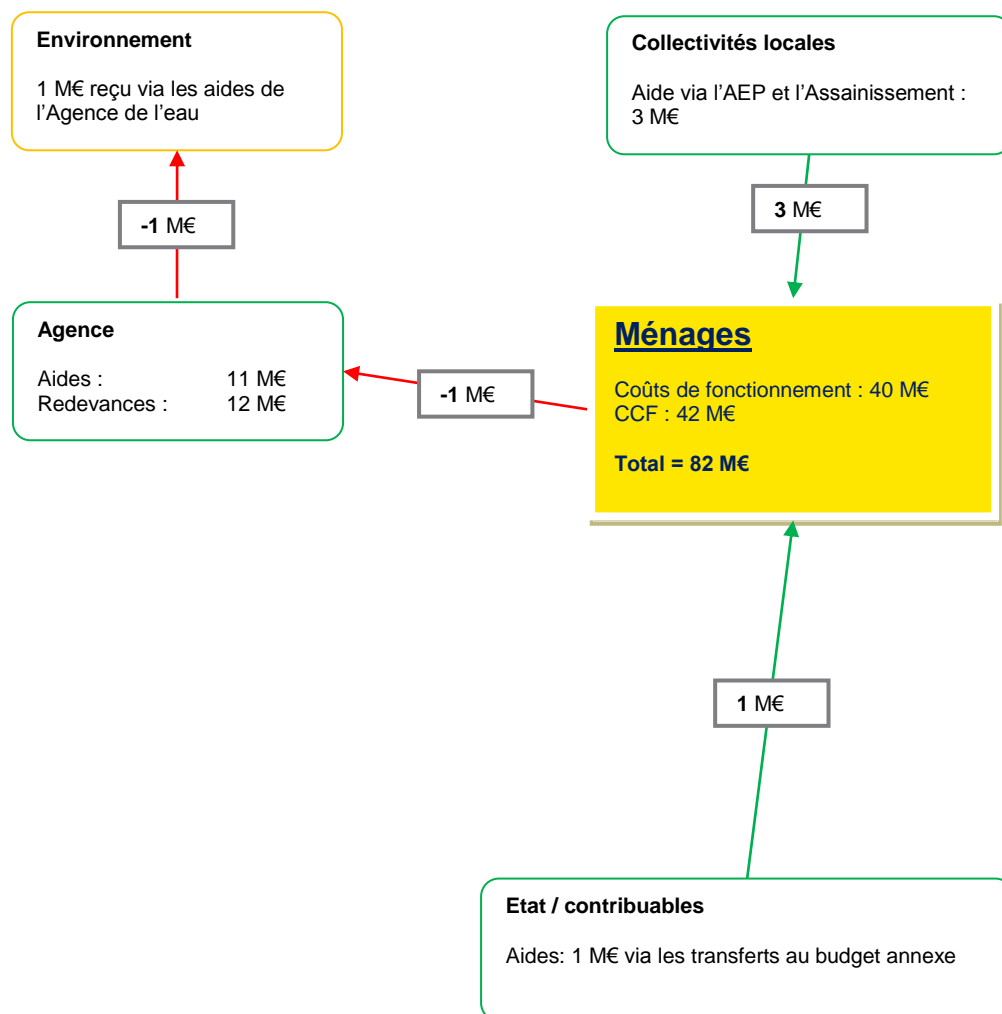 Environnement
1 M€ reçu via les aides de
l'Agence de l'eau
Collectivités locales
Aide via l'AEP et l'Assainissement :
3 M€
-1 M€
3 M€
Agence
Aides : 11 M€
Redevances : 12 M€
-1 M€
Ménages
Coûts de fonctionnement : 40 M€
CCF : 42 M€
Total = 82 M€
1 M€
Etat / contribuables
Aides: 1 M€ via les transferts au budget annexe